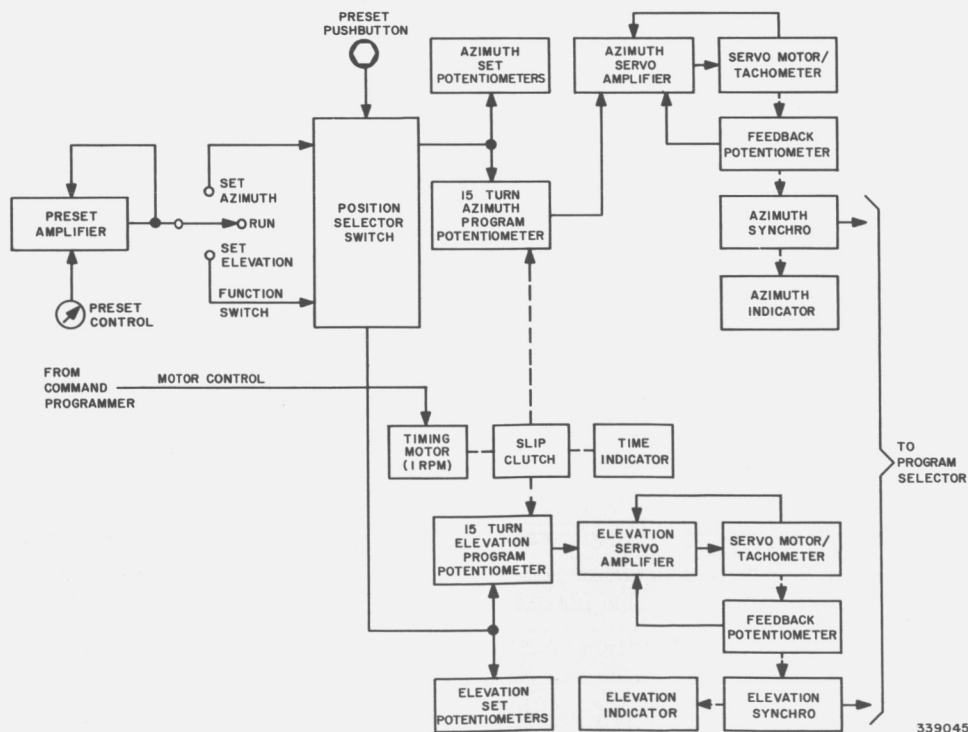 PRESET
PUSHBUTTON
AZIMUTH
SET
POTENTIOMETERS
AZIMUTH
SERVO
AMPLIFIER
SERVO MOTOR/
TACHOMETER
FEEDBACK
POTENTIOMETER
PRESET
AMPLIFIER
SET
AZIMUTH
RUN
SET
ELEVATION
FUNCTION
SWITCH
POSITION
SELECTOR
SWITCH
15 TURN
AZIMUTH
PROGRAM
POTENTIOMETER
AZIMUTH
SYNCHRO
AZIMUTH
INDICATOR
PRESET
CONTROL
FROM
COMMAND
PROGRAMMER
MOTOR CONTROL
TIMING
MOTOR
(1 RPM)
SLIP
CLUTCH
TIME
INDICATOR
TO
PROGRAM
SELECTOR
15 TURN
ELEVATION
PROGRAM
POTENTIOMETER
ELEVATION
SERVO
AMPLIFIER
SERVO MOTOR/
TACHOMETER
FEEDBACK
POTENTIOMETER
ELEVATION
SET
POTENTIOMETERS
ELEVATION
INDICATOR
ELEVATION
SYNCHRO
339045